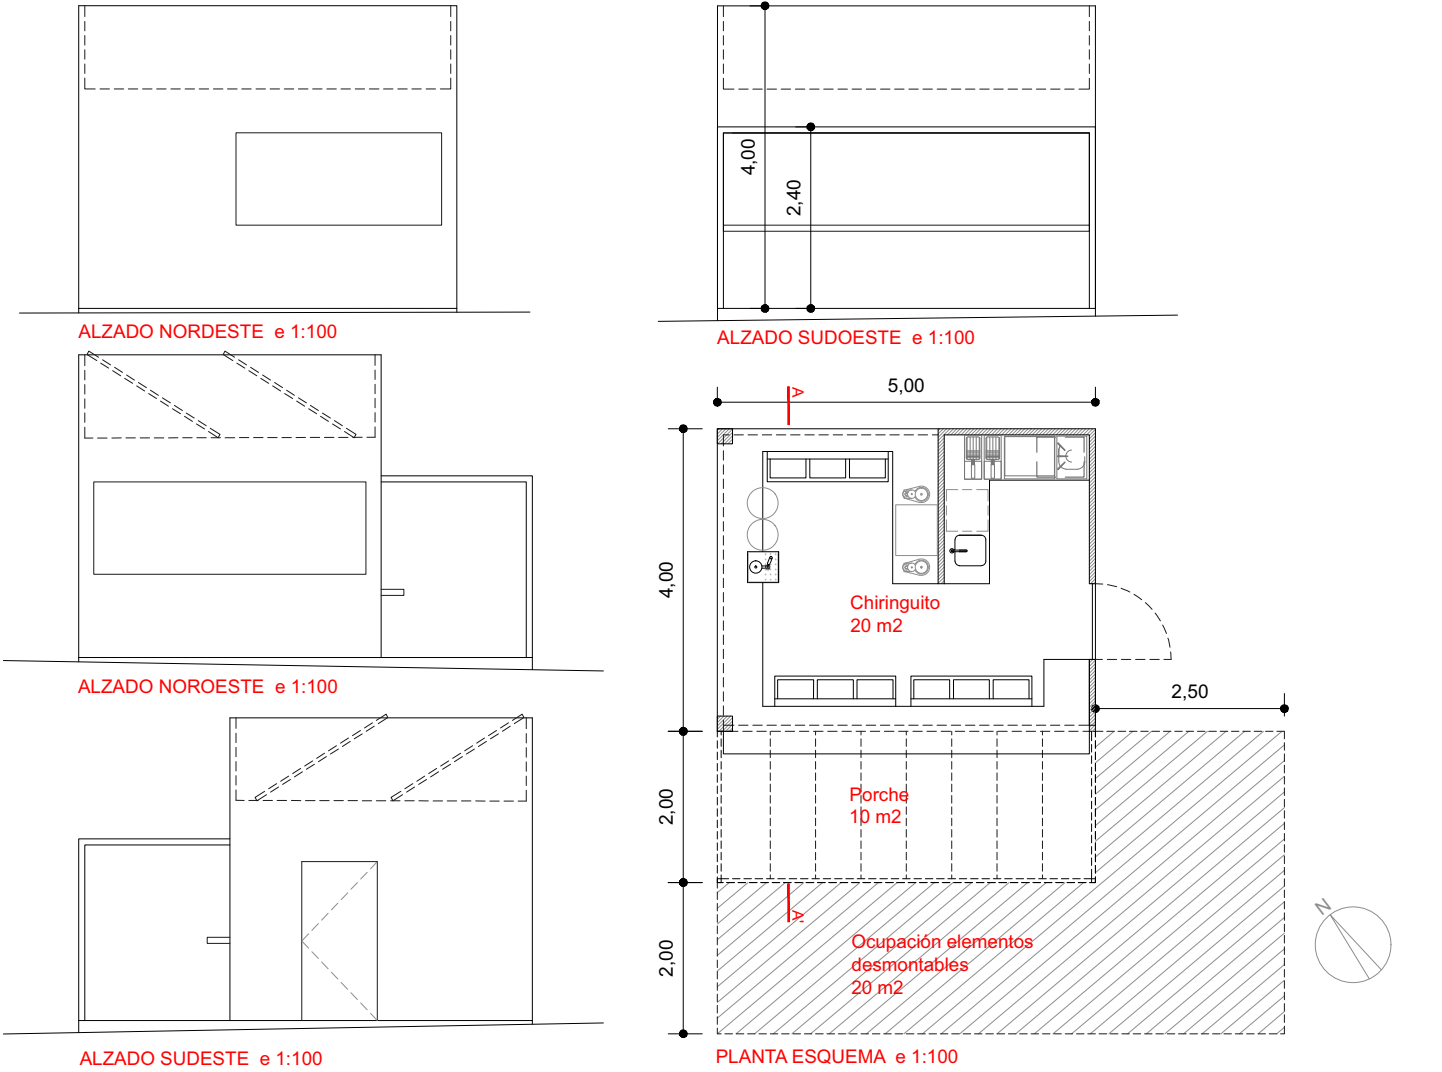 4,00
2,40
ALZADO NORDESTE e 1:100
ALZADO SUDOESTE e 1:100
5,00
A
4,00
Chiringuito
20 m2
ALZADO NOROESTE e 1:100
2,50
2,00
Porche
10 m2
A'
N
2,00
Ocupación elementos
desmontables
20 m2
ALZADO SUDESTE e 1:100
PLANTA ESQUEMA e 1:100